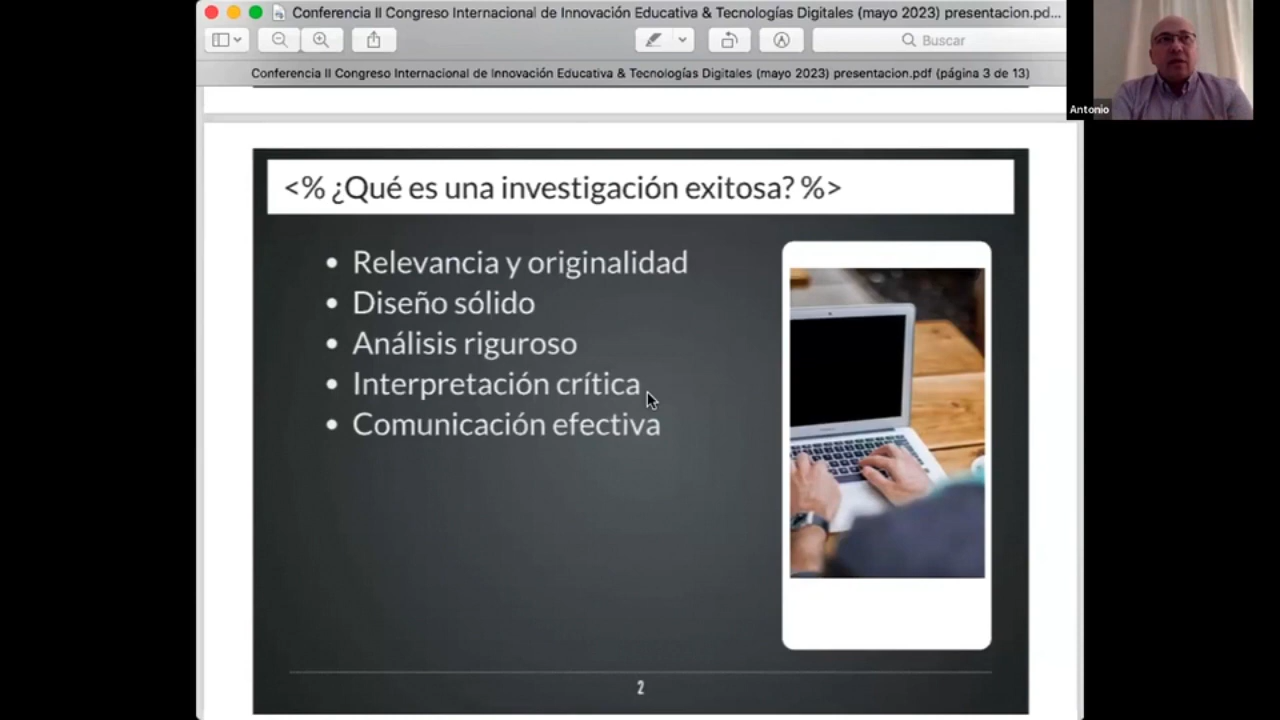 Conferencia II Congreso Internacional de Innovación Educativa & Tecnologías Digitales (mayo 2023) presentacion.pd...
Buscar
Conferencia II Congreso Internacional de Innovación Educativa & Tecnologías Digitales (mayo 2023) presentacion.pdf (página 3 de 13)
Antonio
<% ¿Qué es una investigación exitosa? %>
• Relevancia y originalidad
• Diseño sólido
• Análisis riguroso
• Interpretación crítica
• Comunicación efectiva
2